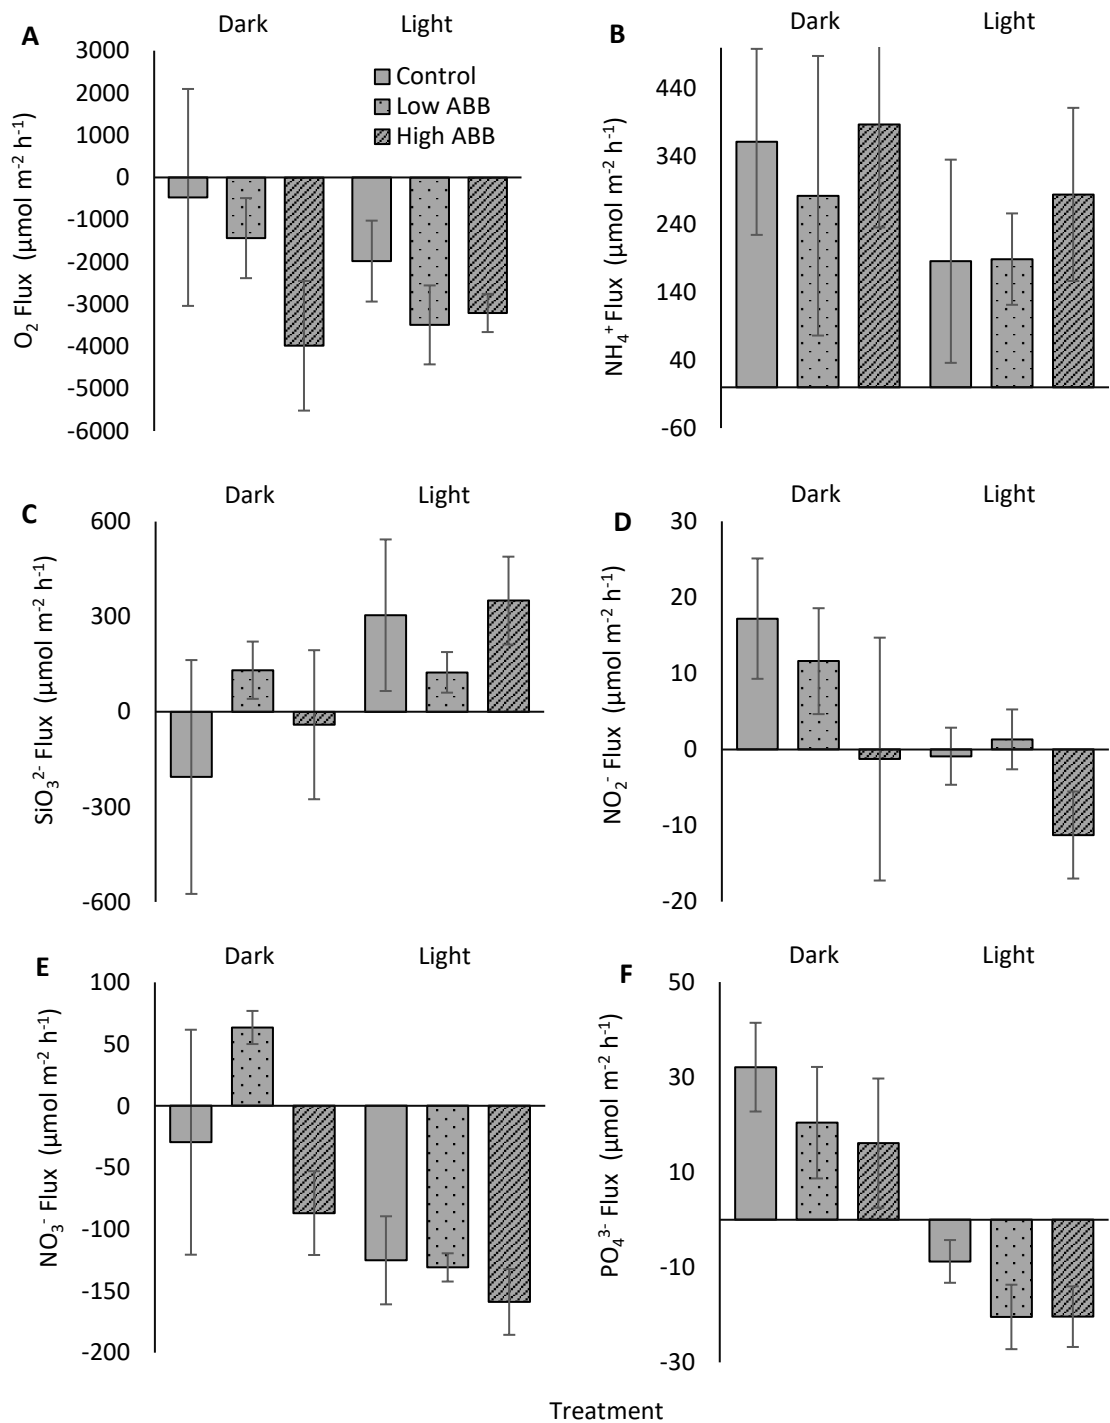 A
Dark
Light
3000
2000
1000
0
-1000
-2000
-3000
-4000
-5000
-6000
O₂ Flux (μmol m⁻² h⁻¹)
Control
Low ABB
High ABB
B
Dark
Light
440
340
240
140
40
-60
NH₄⁺ Flux (μmol m⁻² h⁻¹)
C
Dark
Light
600
300
0
-300
-600
SiO₃²⁻ Flux (μmol m⁻² h⁻¹)
D
Dark
Light
30
20
10
0
-10
-20
NO₂⁻ Flux (μmol m⁻² h⁻¹)
E
Dark
Light
100
50
0
-50
-100
-150
-200
NO₃⁻ Flux (μmol m⁻² h⁻¹)
F
Dark
Light
50
30
10
-10
-30
PO₄³⁻ Flux (μmol m⁻² h⁻¹)
Treatment